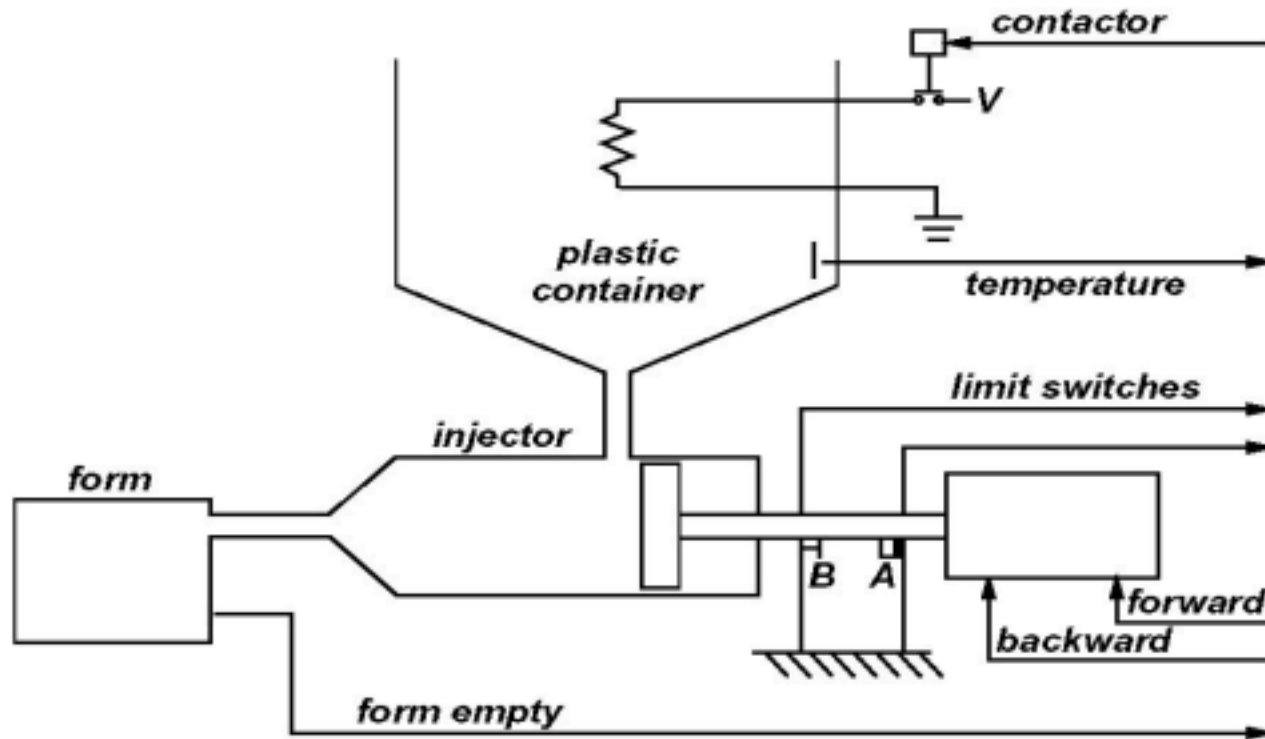 contactor
V
plastic
container
temperature
limit switches
injector
form
B
A
forward
backward
form empty